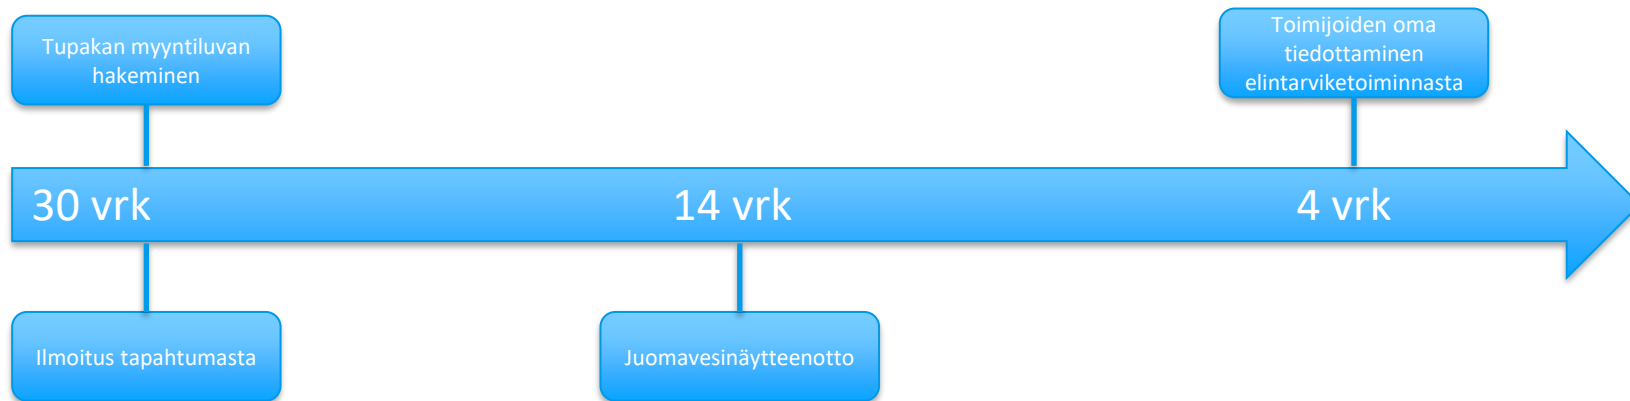 Tupakan myyntiluvan
hakeminen
Toimijoiden oma
tiedottaminen
elintarviketoiminnasta
30 vrk
14 vrk
4 vrk
Ilmoitus tapahtumasta
Juomavesinäytteenotto